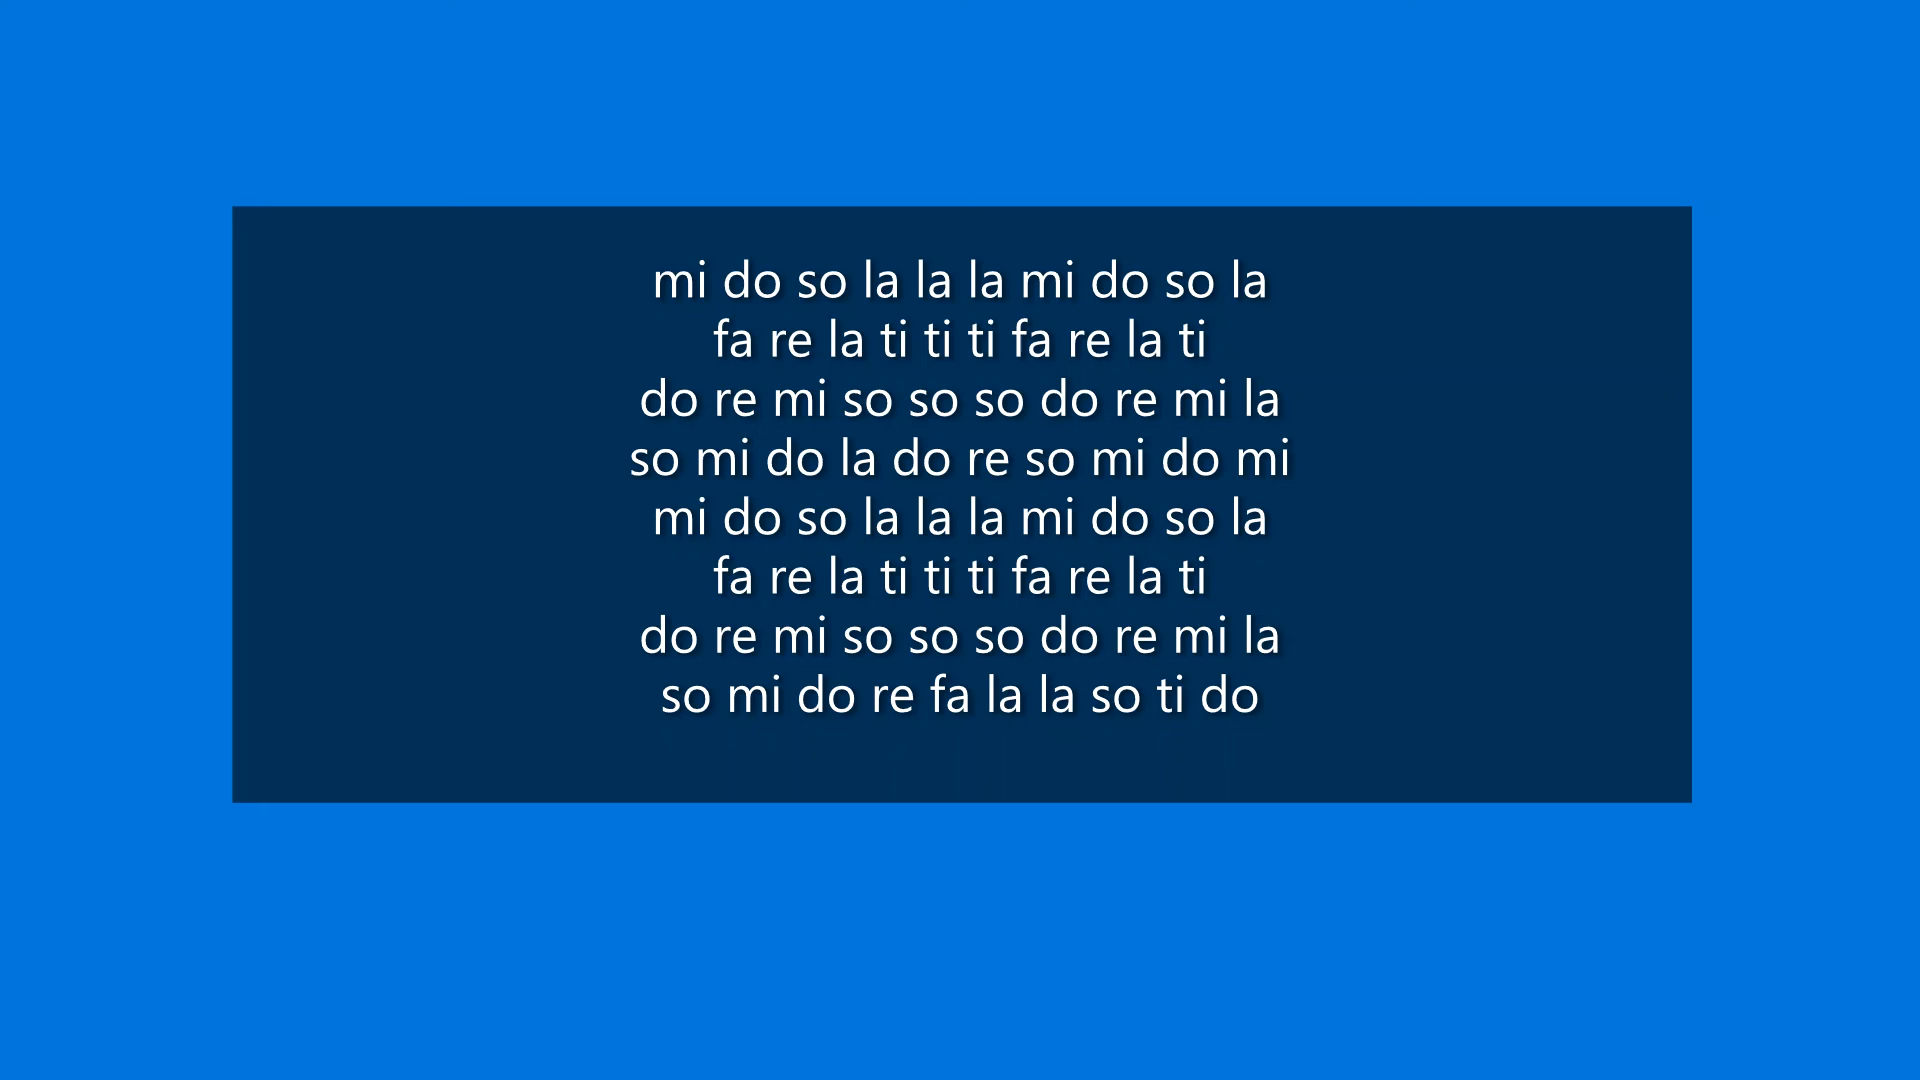 mi do so la la la mi do so la
fa re la ti ti ti fa re la ti
do re mi so so so do re mi la
so mi do la do re so mi do mi
mi do so la la la mi do so la
fa re la ti ti ti fa re la ti
do re mi so so so do re mi la
so mi do re fa la la so ti do